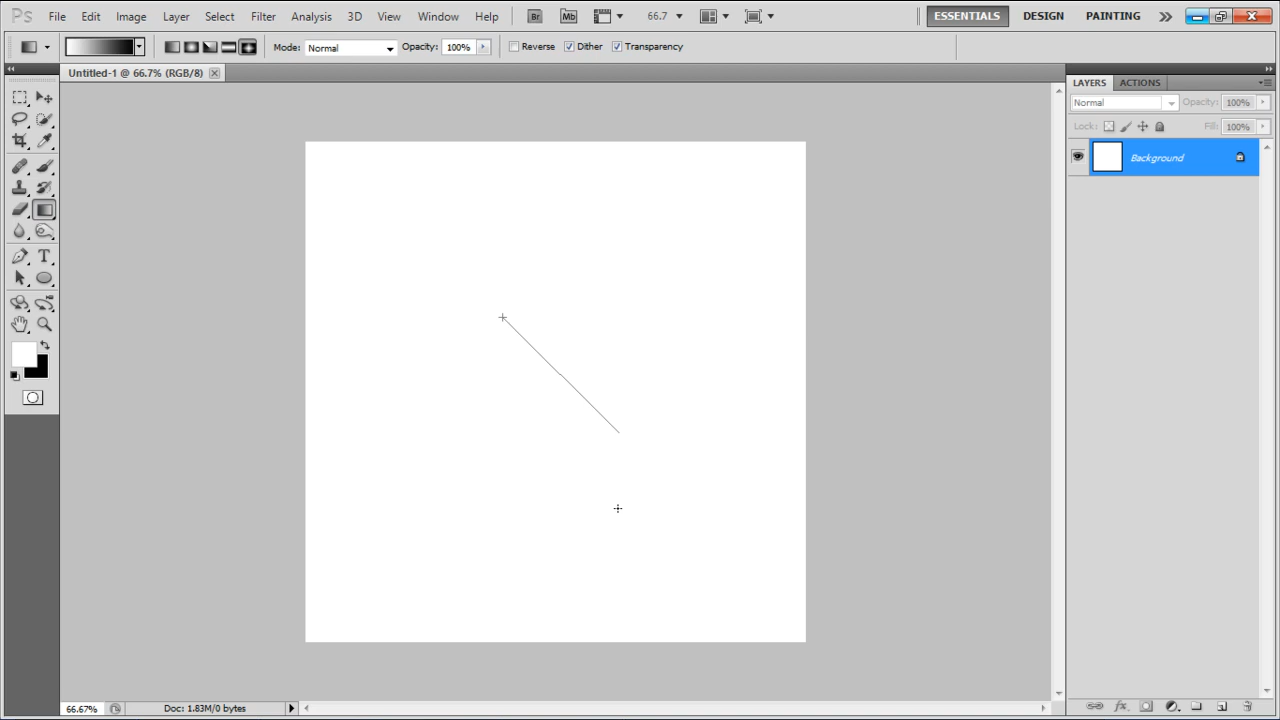 Ps File Edit Image Layer Select Filter Analysis 3D View Window Help Br Mb 66.7 ESSENTIALS DESIGN PAINTING
Mode: Normal Opacity: 100% Reverse Dither Transparency
Untitled-1 @ 66.7% (RGB/8)
LAYERS ACTIONS
Normal Opacity: 100%
Lock: Fill: 100%
Background
T
fx
66.67% Doc: 1.83M/0 bytes